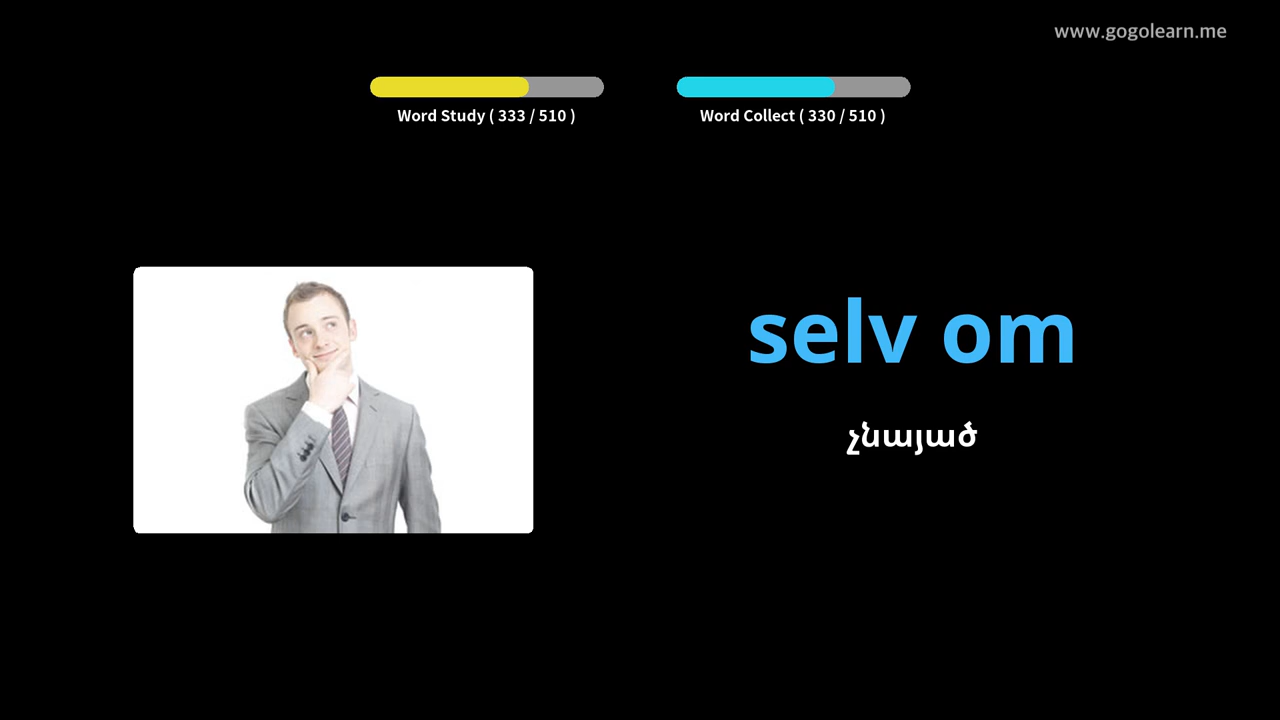 www.gogolearn.me
Word Study ( 333 / 510 )
Word Collect ( 330 / 510 )
selv om
չնայած